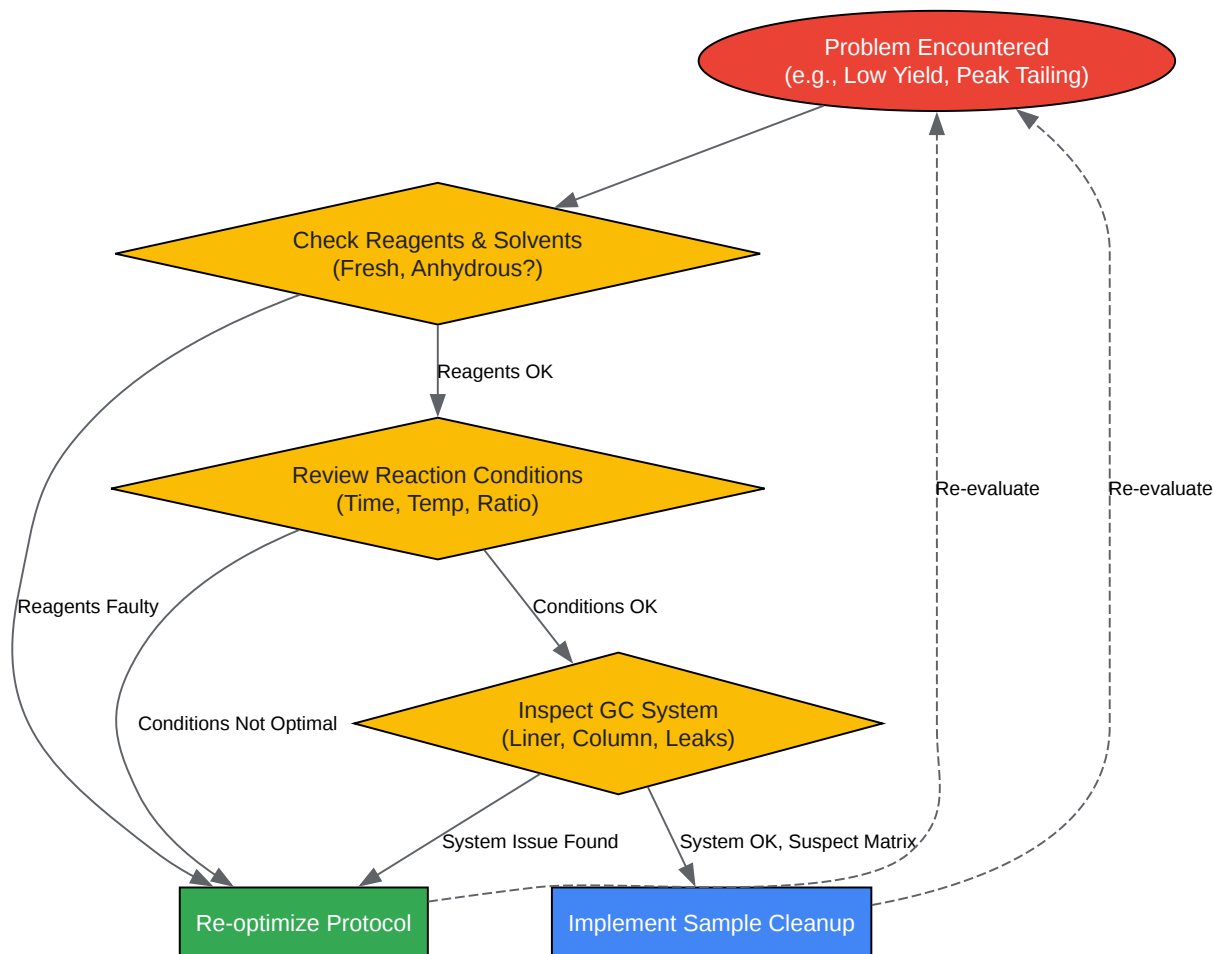 Problem Encountered
(e.g., Low Yield, Peak Tailing)
Check Reagents & Solvents
(Fresh, Anhydrous?)
Reagents OK
Review Reaction Conditions
(Time, Temp, Ratio)
Re-evaluate
Re-evaluate
Reagents Faulty
Conditions OK
Conditions Not Optimal
Inspect GC System
(Liner, Column, Leaks)
System Issue Found
System OK, Suspect Matrix
Re-optimize Protocol
Implement Sample Cleanup